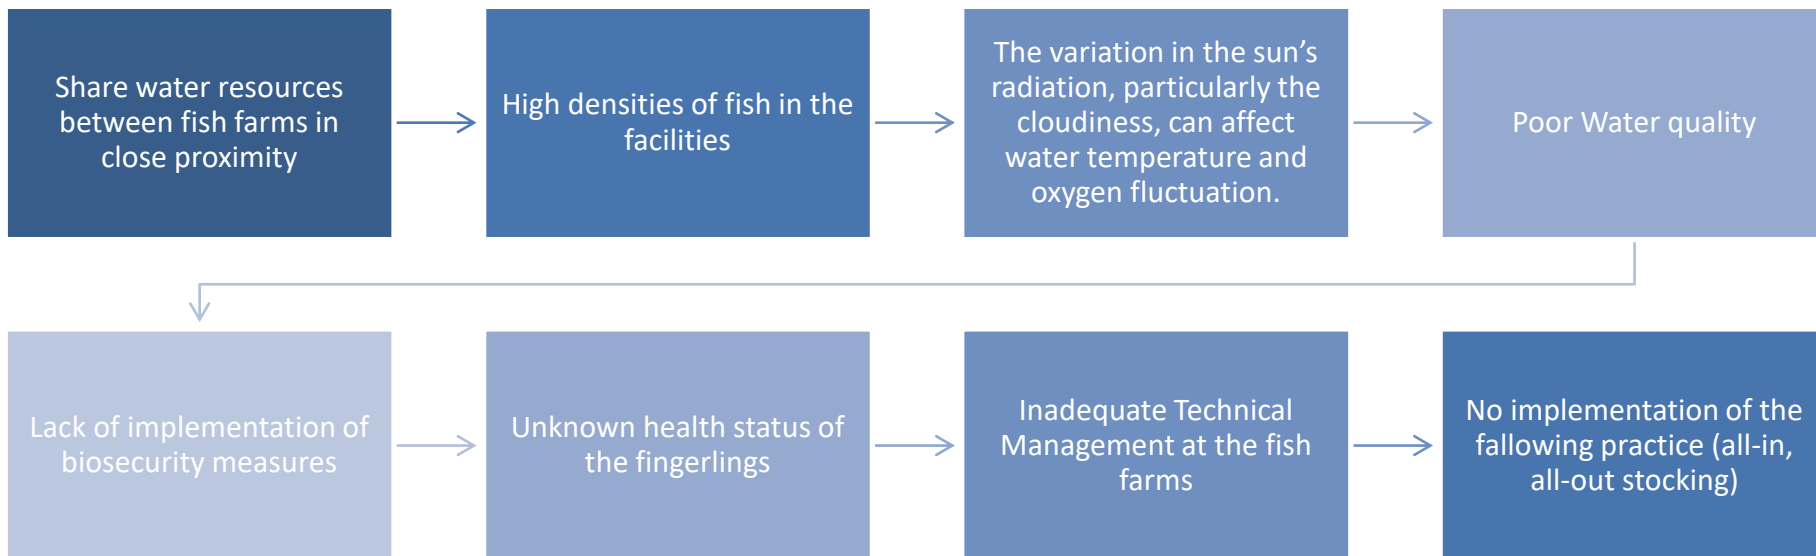 Share water resources
between fish farms in
close proximity
High densities of fish in the
facilities
The variation in the sun’s
radiation, particularly the
cloudiness, can affect
water temperature and
oxygen fluctuation.
Poor Water quality
Lack of implementation of
biosecurity measures
Unknown health status of
the fingerlings
Inadequate Technical
Management at the fish
farms
No implementation of the
fallowing practice (all-in,
all-out stocking)